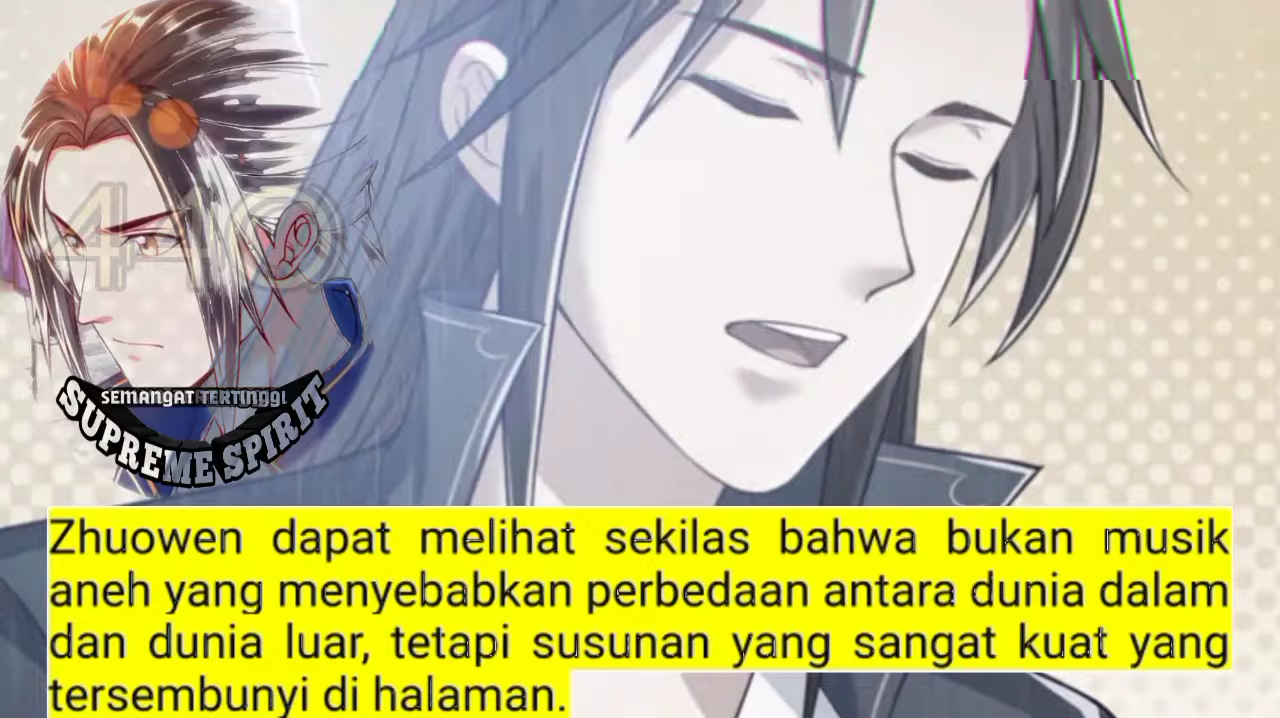 SEMANGAT TERTINGGI
SUPREME SPIRIT
Zhuowen dapat melihat sekilas bahwa bukan musik
aneh yang menyebabkan perbedaan antara dunia dalam
dan dunia luar, tetapi susunan yang sangat kuat yang
tersembunyi di halaman.